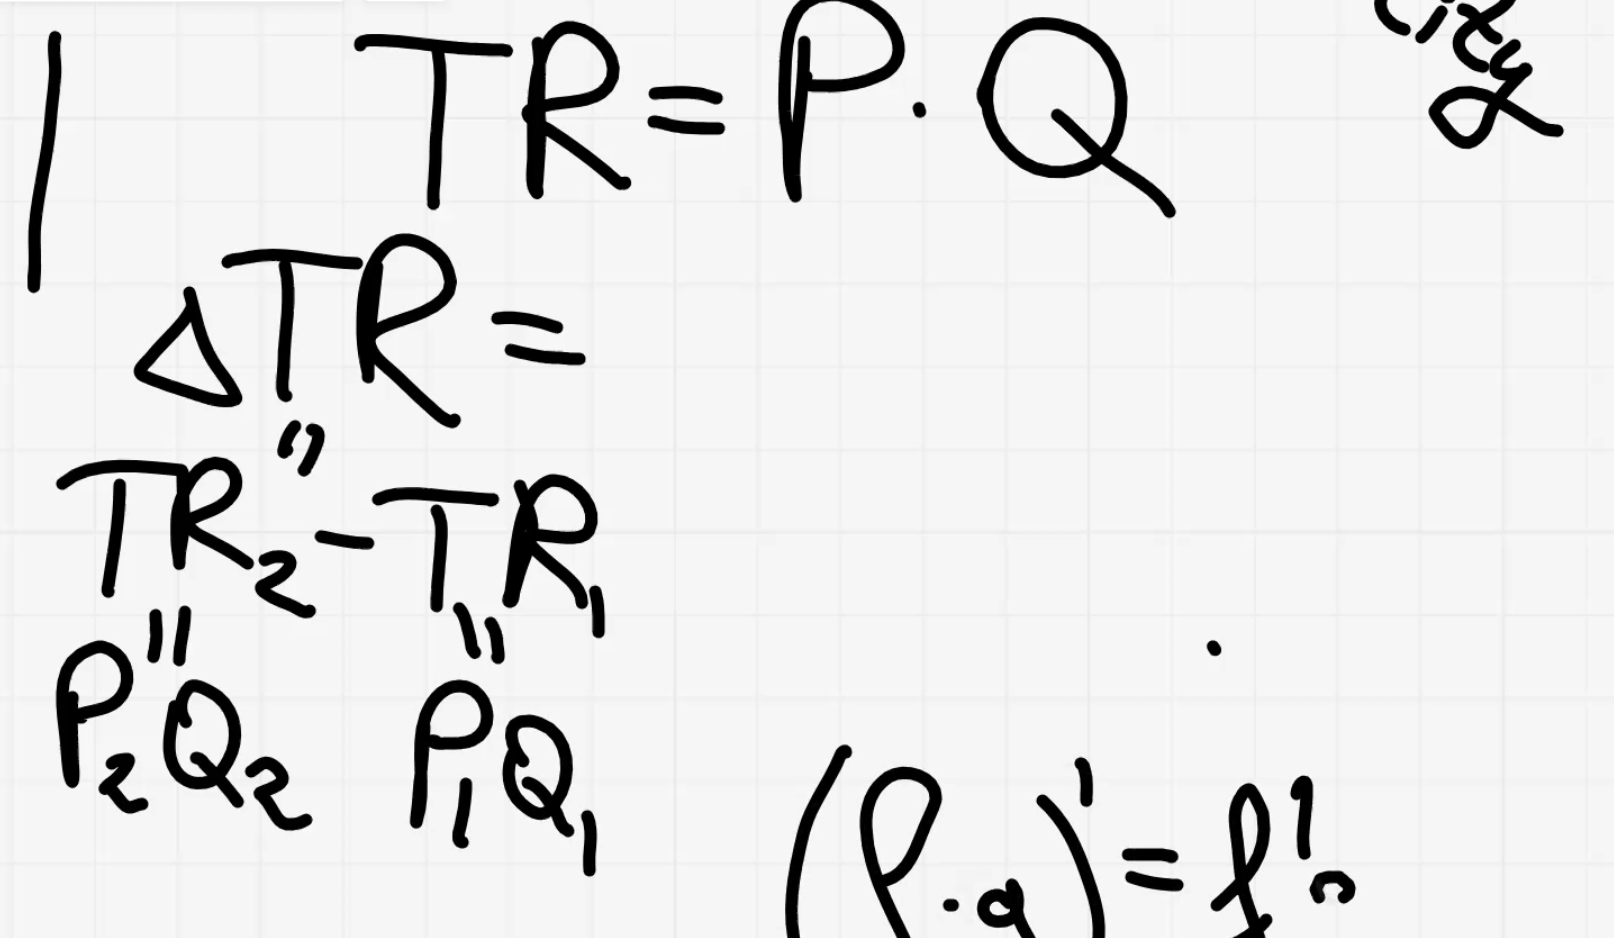 TR = P · Q
ΔTR =
"
TR₂ - TR₁
" "
P₂Q₂ P₁Q₁
(P · Q)' =